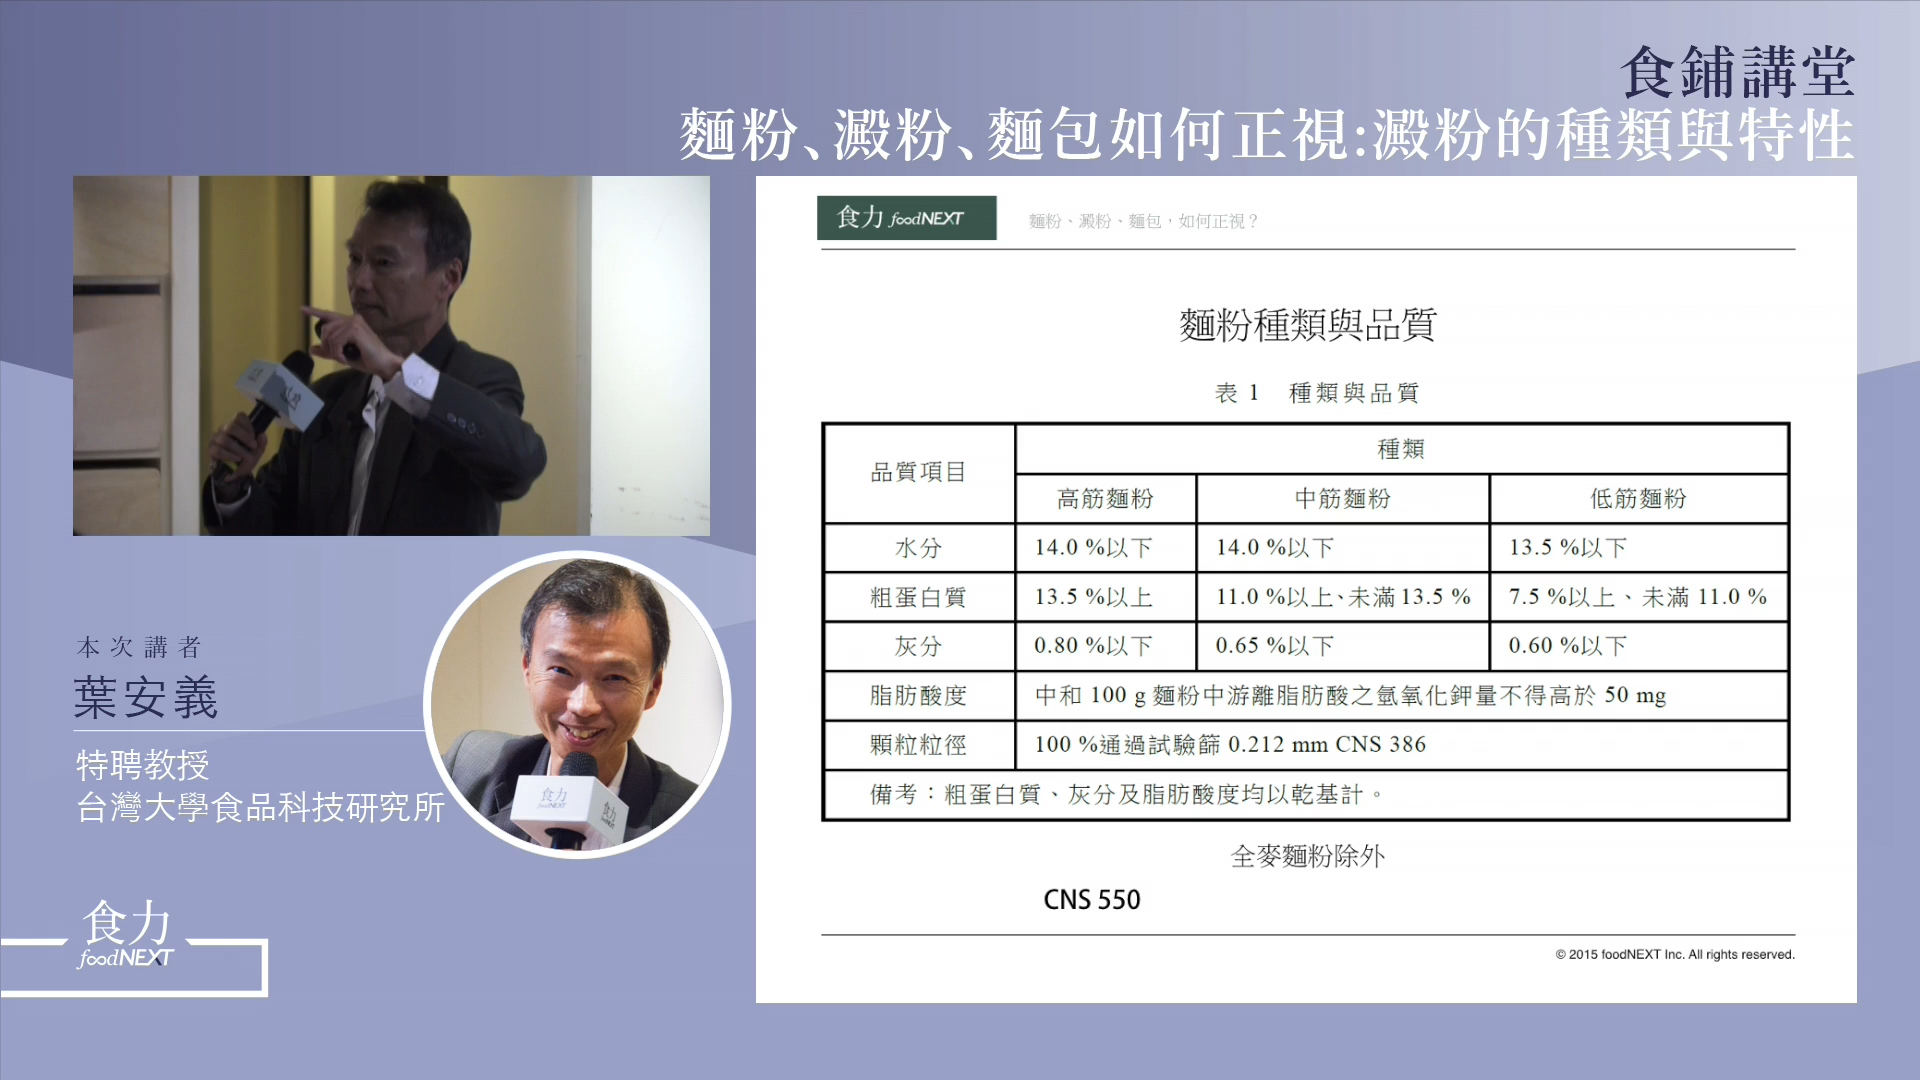 食鋪講堂
麵粉、澱粉、麵包如何正視:澱粉的種類與特性
食力 foodNEXT
麵粉、澱粉、麵包,如何正視?
麵粉種類與品質
表 1 種類與品質
品質項目
種類
高筋麵粉 中筋麵粉 低筋麵粉
水分 14.0 %以下 14.0 %以下 13.5 %以下
粗蛋白質 13.5 %以上 11.0 %以上、未滿 13.5 % 7.5 %以上、未滿 11.0 %
灰分 0.80 %以下 0.65 %以下 0.60 %以下
脂肪酸度 中和 100 g 麵粉中游離脂肪酸之氫氧化鉀量不得高於 50 mg
顆粒粒徑 100 %通過試驗篩 0.212 mm CNS 386
備考:粗蛋白質、灰分及脂肪酸度均以乾基計。
全麥麵粉除外
CNS 550
© 2015 foodNEXT Inc. All rights reserved.
本次講者
葉安義
特聘教授
台灣大學食品科技研究所
食力
foodNEXT
食力
食力
foodNEXT